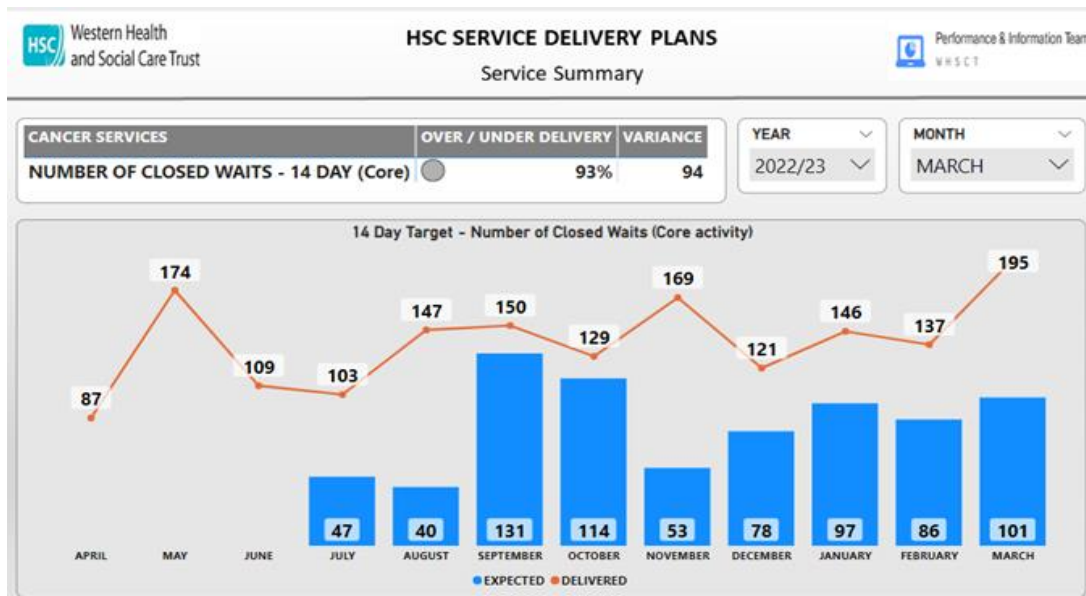 HSC
Western Health
and Social Care Trust
HSC SERVICE DELIVERY PLANS
Service Summary
Performance & Information Team
W H S C T
CANCER SERVICES OVER / UNDER DELIVERY VARIANCE
NUMBER OF CLOSED WAITS - 14 DAY (Core) 93% 94
YEAR
2022/23
MONTH
MARCH
14 Day Target - Number of Closed Waits (Core activity)
87 174 109 103 147 150 129 169 121 146 137 195
47 40 131 114 53 78 97 86 101
APRIL MAY JUNE JULY AUGUST SEPTEMBER OCTOBER NOVEMBER DECEMBER JANUARY FEBRUARY MARCH
EXPECTED DELIVERED